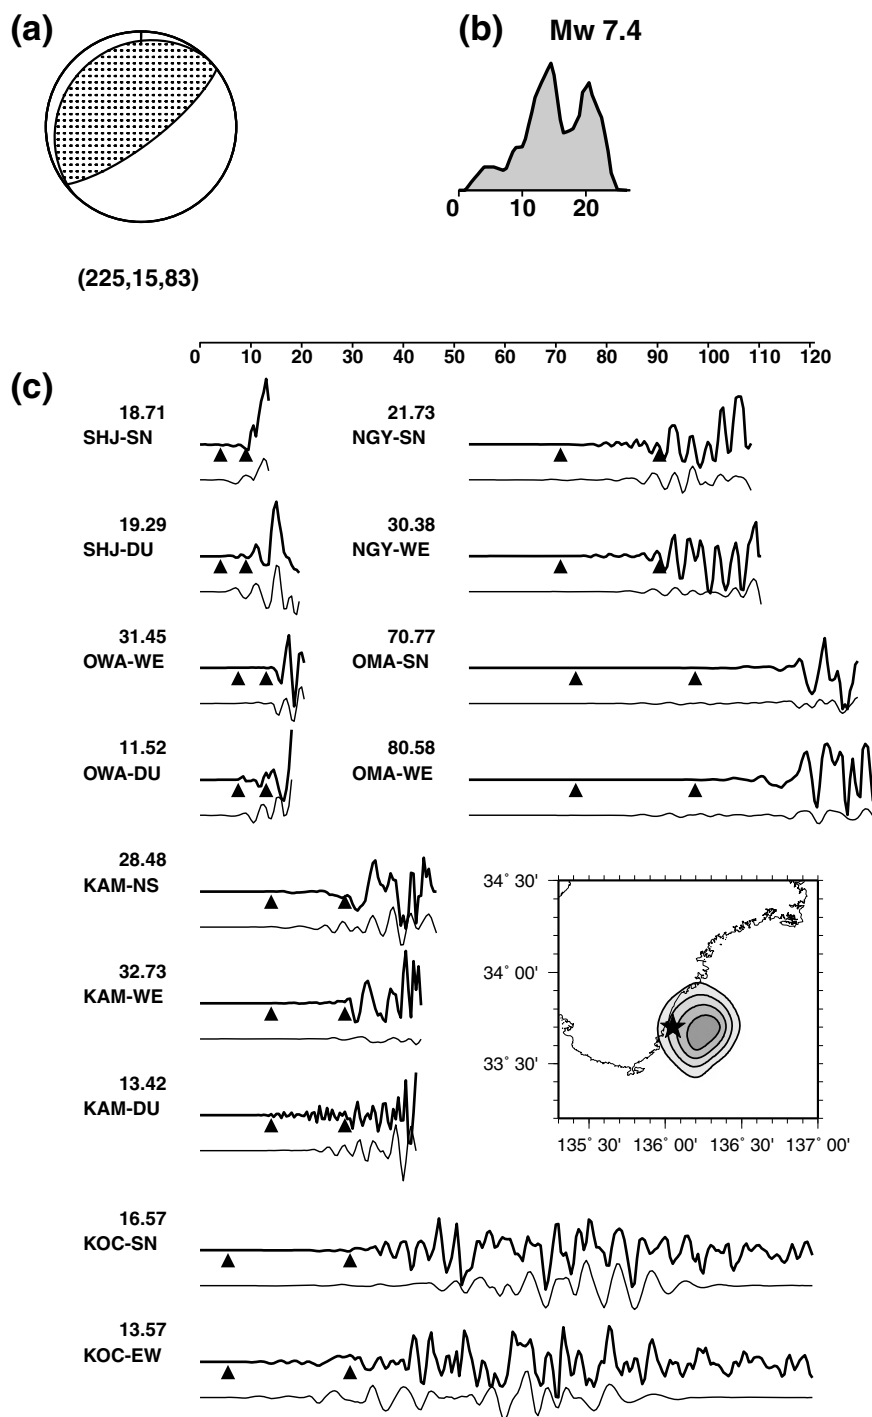 (a)
(b) Mw 7.4
0 10 20
(225,15,83)
0 10 20 30 40 50 60 70 80 90 100 110 120
(c)
18.71
SHJ-SN
21.73
NGY-SN
19.29
SHJ-DU
30.38
NGY-WE
31.45
OWA-WE
70.77
OMA-SN
11.52
OWA-DU
80.58
OMA-WE
28.48
KAM-NS
32.73
KAM-WE
13.42
KAM-DU
34˚ 30'
34˚ 00'
33˚ 30'
135˚ 30' 136˚ 00' 136˚ 30' 137˚ 00'
16.57
KOC-SN
13.57
KOC-EW